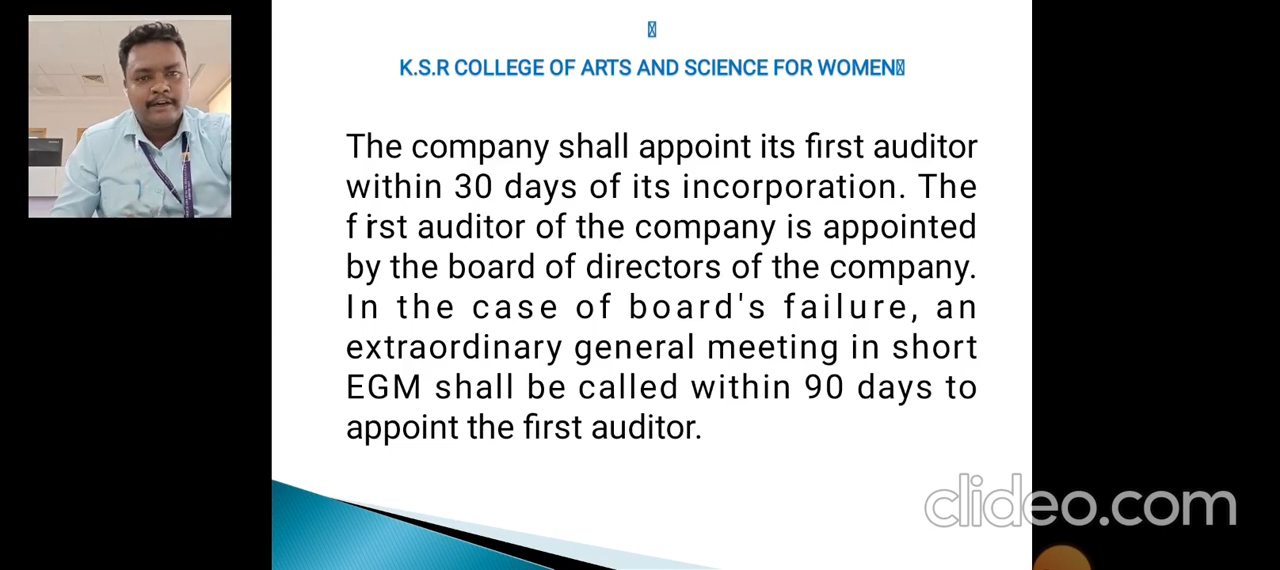 K.S.R COLLEGE OF ARTS AND SCIENCE FOR WOMEN
The company shall appoint its first auditor
within 30 days of its incorporation. The
first auditor of the company is appointed
by the board of directors of the company.
In the case of board's failure, an
extraordinary general meeting in short
EGM shall be called within 90 days to
appoint the first auditor.
clideo.com